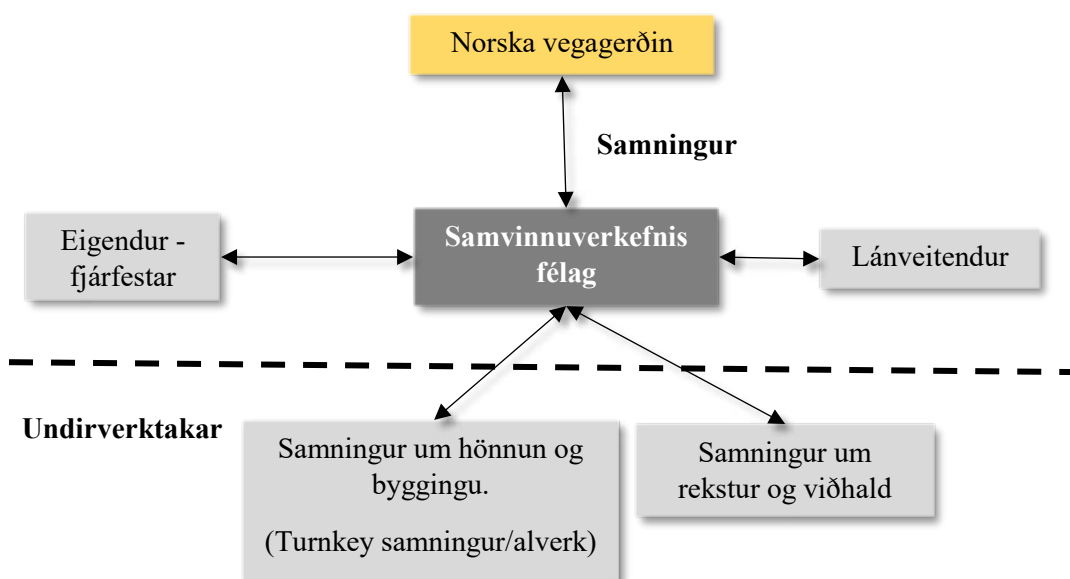 Norska vegagerðin
Samningur
Eigendur -
fjárfestar
Samvinnuverkefnis
félag
Lánveitendur
Undirverktakar
Samningur um hönnun og
byggingu.
(Turnkey samningur/alverk)
Samningur um
rekstur og viðhald